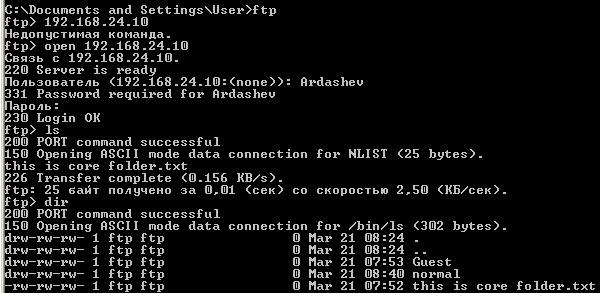 C:\Documents and Settings\User>ftp
ftp> 192.168.24.10
Недопустимая команда.
ftp> open 192.168.24.10
Связь с 192.168.24.10.
220 Server is ready
Пользователь (192.168.24.10:(none)): Ardashev
331 Password required for Ardashev
Пароль:
230 Login OK
ftp> ls
200 PORT command successful
150 Opening ASCII mode data connection for NLIST (25 bytes).
this is core folder.txt
226 Transfer complete (0.156 KB/s).
ftp: 25 байт получено за 0,01 (сек) со скоростью 2,50 (КБ/сек).
ftp> dir
200 PORT command successful
150 Opening ASCII mode data connection for /bin/ls (302 bytes).
drw-rw-rw- 1 ftp ftp 0 Mar 21 08:24 .
drw-rw-rw- 1 ftp ftp 0 Mar 21 08:24 ..
drw-rw-rw- 1 ftp ftp 0 Mar 21 07:53 Guest
drw-rw-rw- 1 ftp ftp 0 Mar 21 08:40 normal
-rw-rw-rw- 1 ftp ftp 0 Mar 21 07:52 this is core folder.txt